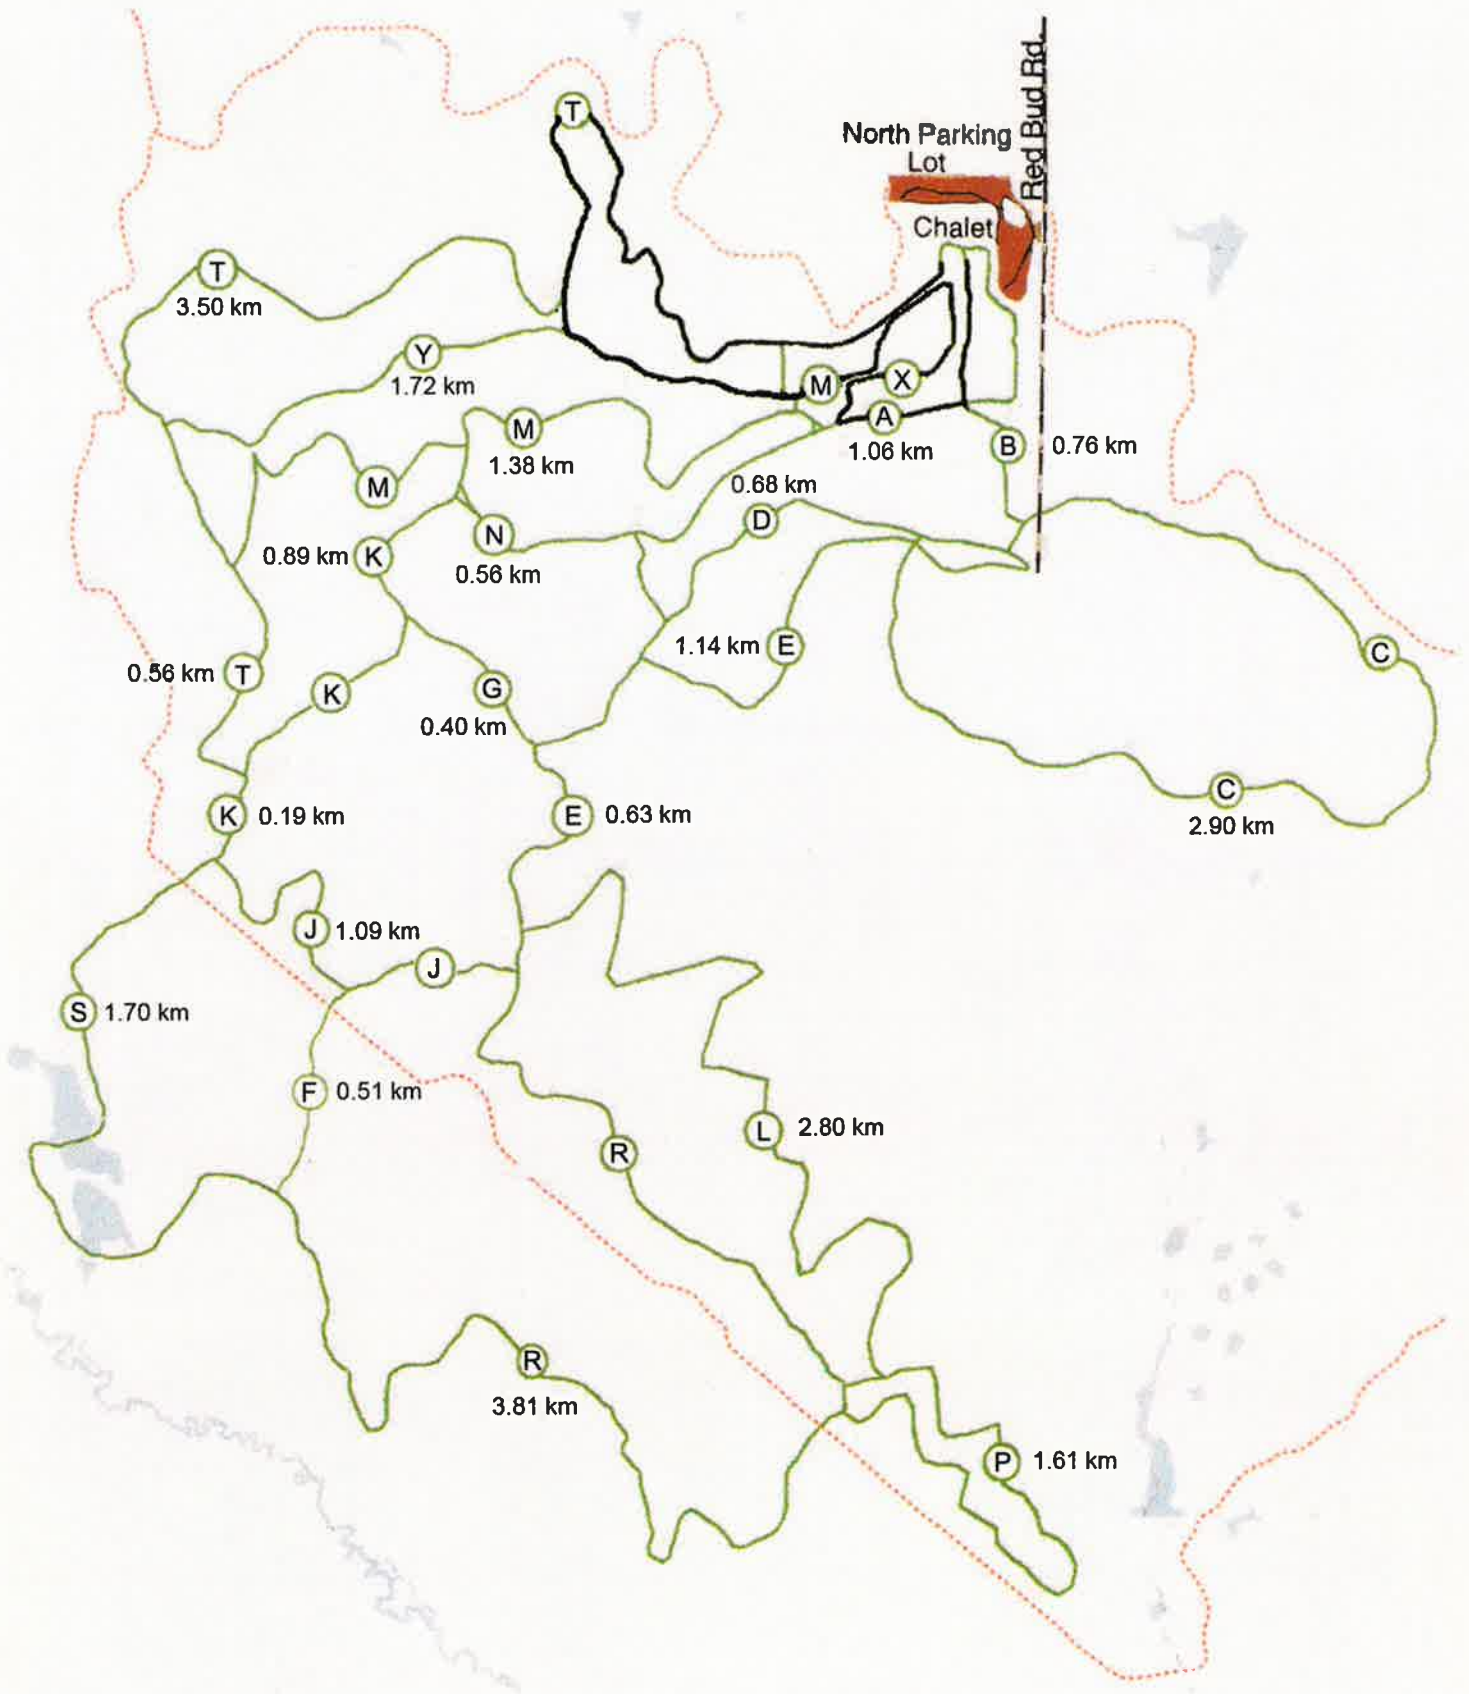 Red Bud Rd.
T
North Parking
Lot
Chalet
T
3.50 km
Y
1.72 km
M
X
A
1.06 km
B
0.76 km
M
1.38 km
M
0.68 km
D
N
0.56 km
0.89 km
K
1.14 km
E
C
0.56 km
T
K
G
0.40 km
C
2.90 km
K
0.19 km
E
0.63 km
J
1.09 km
J
S
1.70 km
F
0.51 km
L
2.80 km
R
R
3.81 km
P
1.61 km